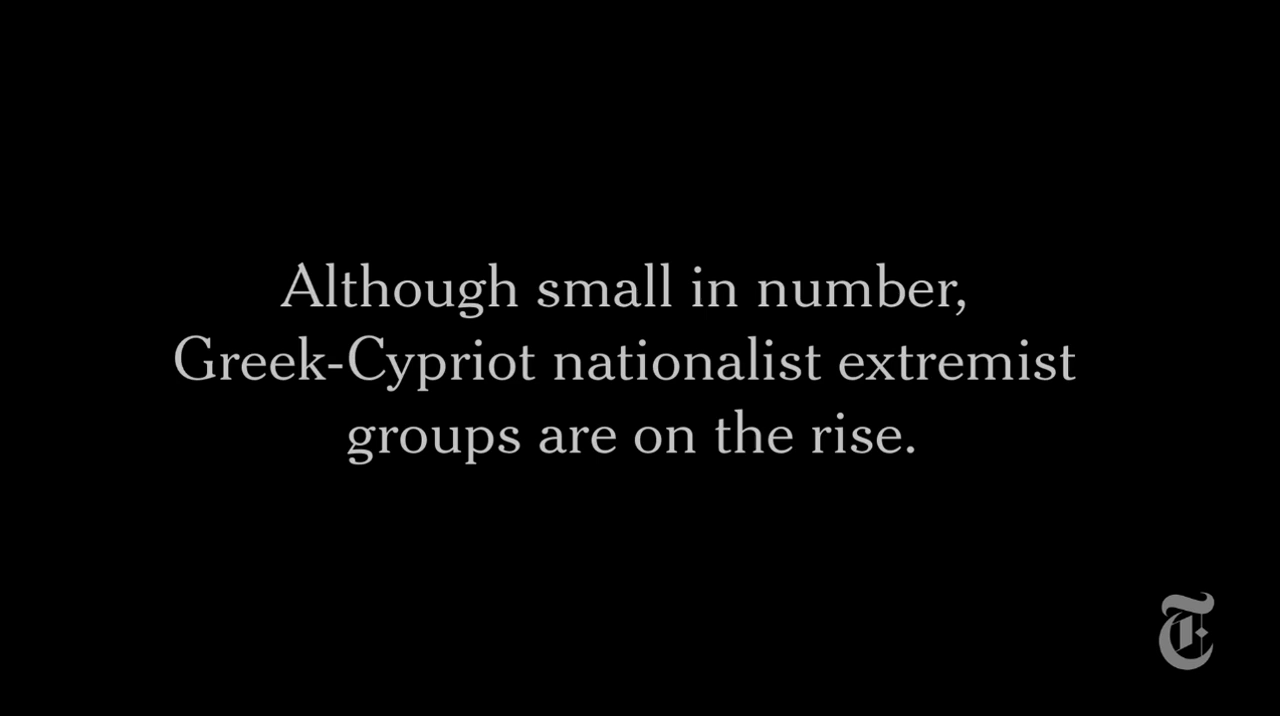 Although small in number,
Greek-Cypriot nationalist extremist
groups are on the rise.
T